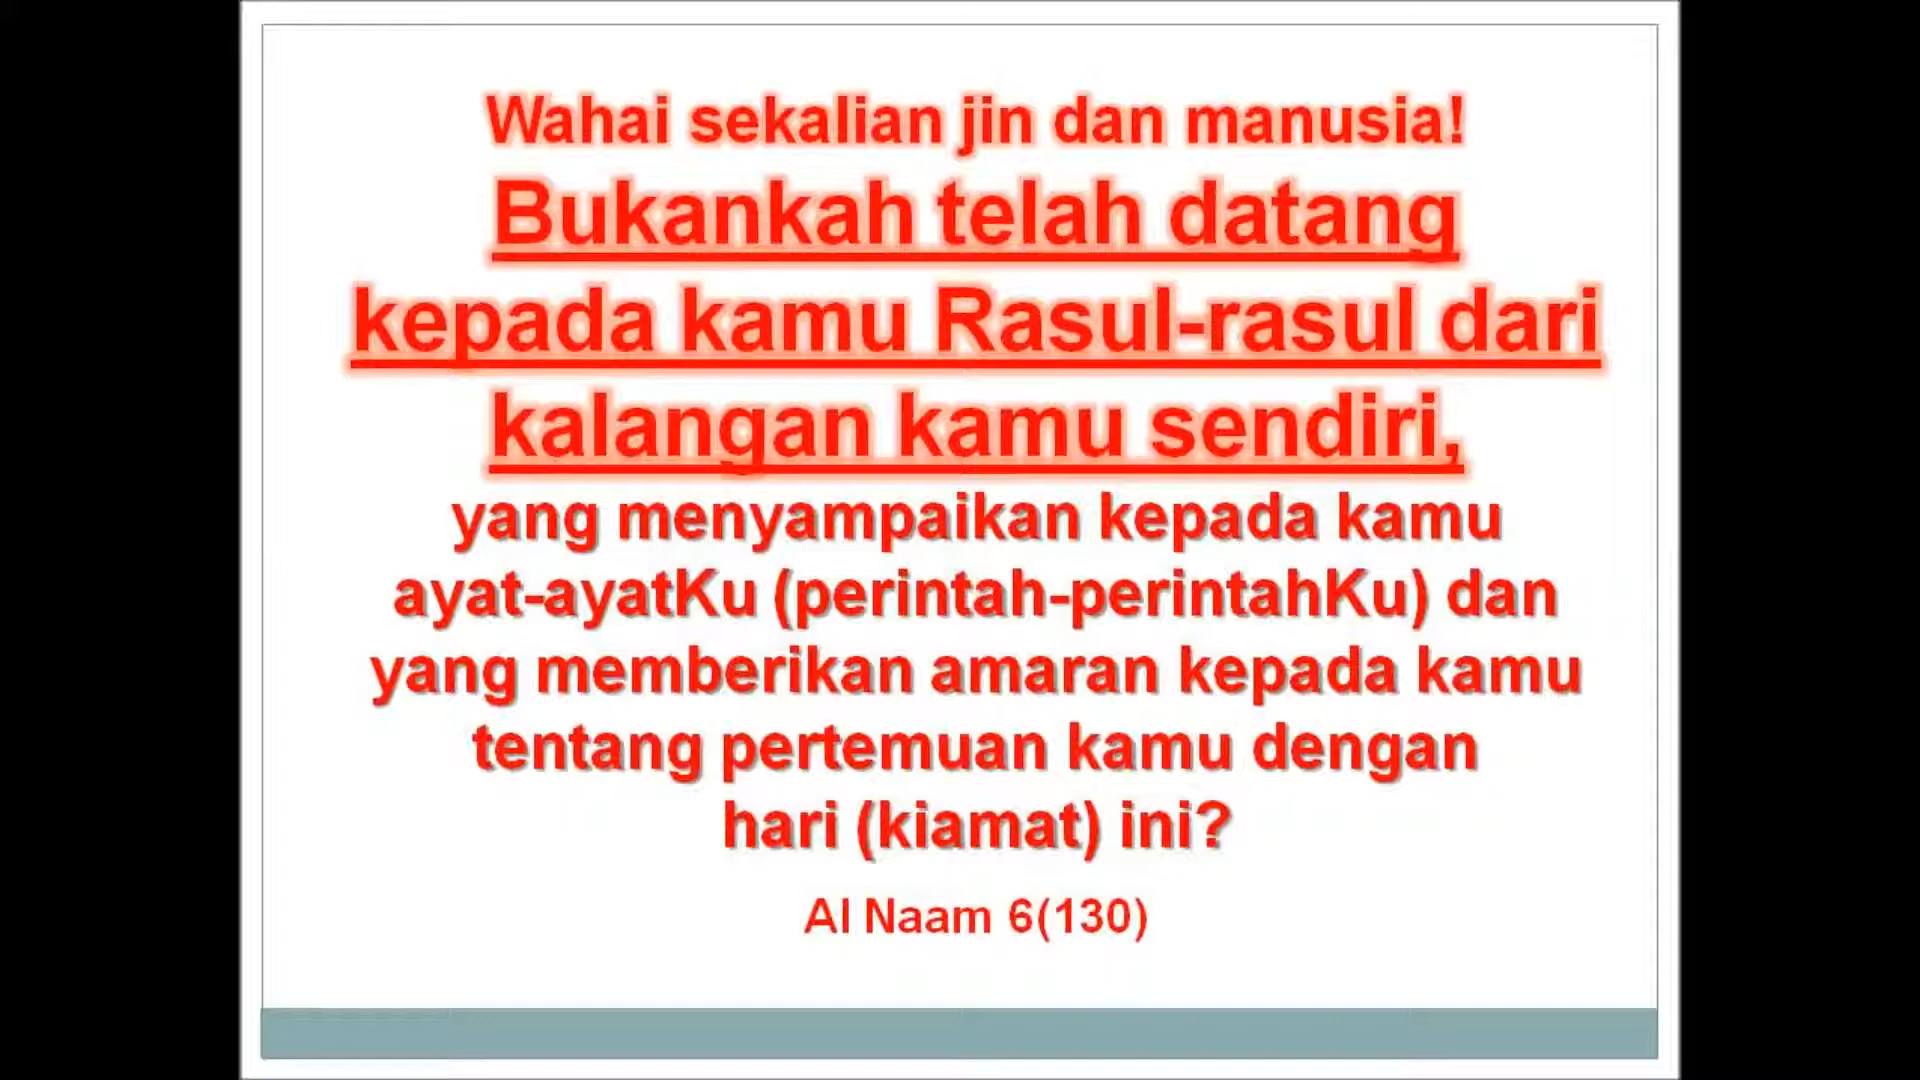 Wahai sekalian jin dan manusia!
Bukankah telah datang
kepada kamu Rasul-rasul dari
kalangan kamu sendiri,
yang menyampaikan kepada kamu
ayat-ayatKu (perintah-perintahKu) dan
yang memberikan amaran kepada kamu
tentang pertemuan kamu dengan
hari (kiamat) ini?
Al Naam 6(130)